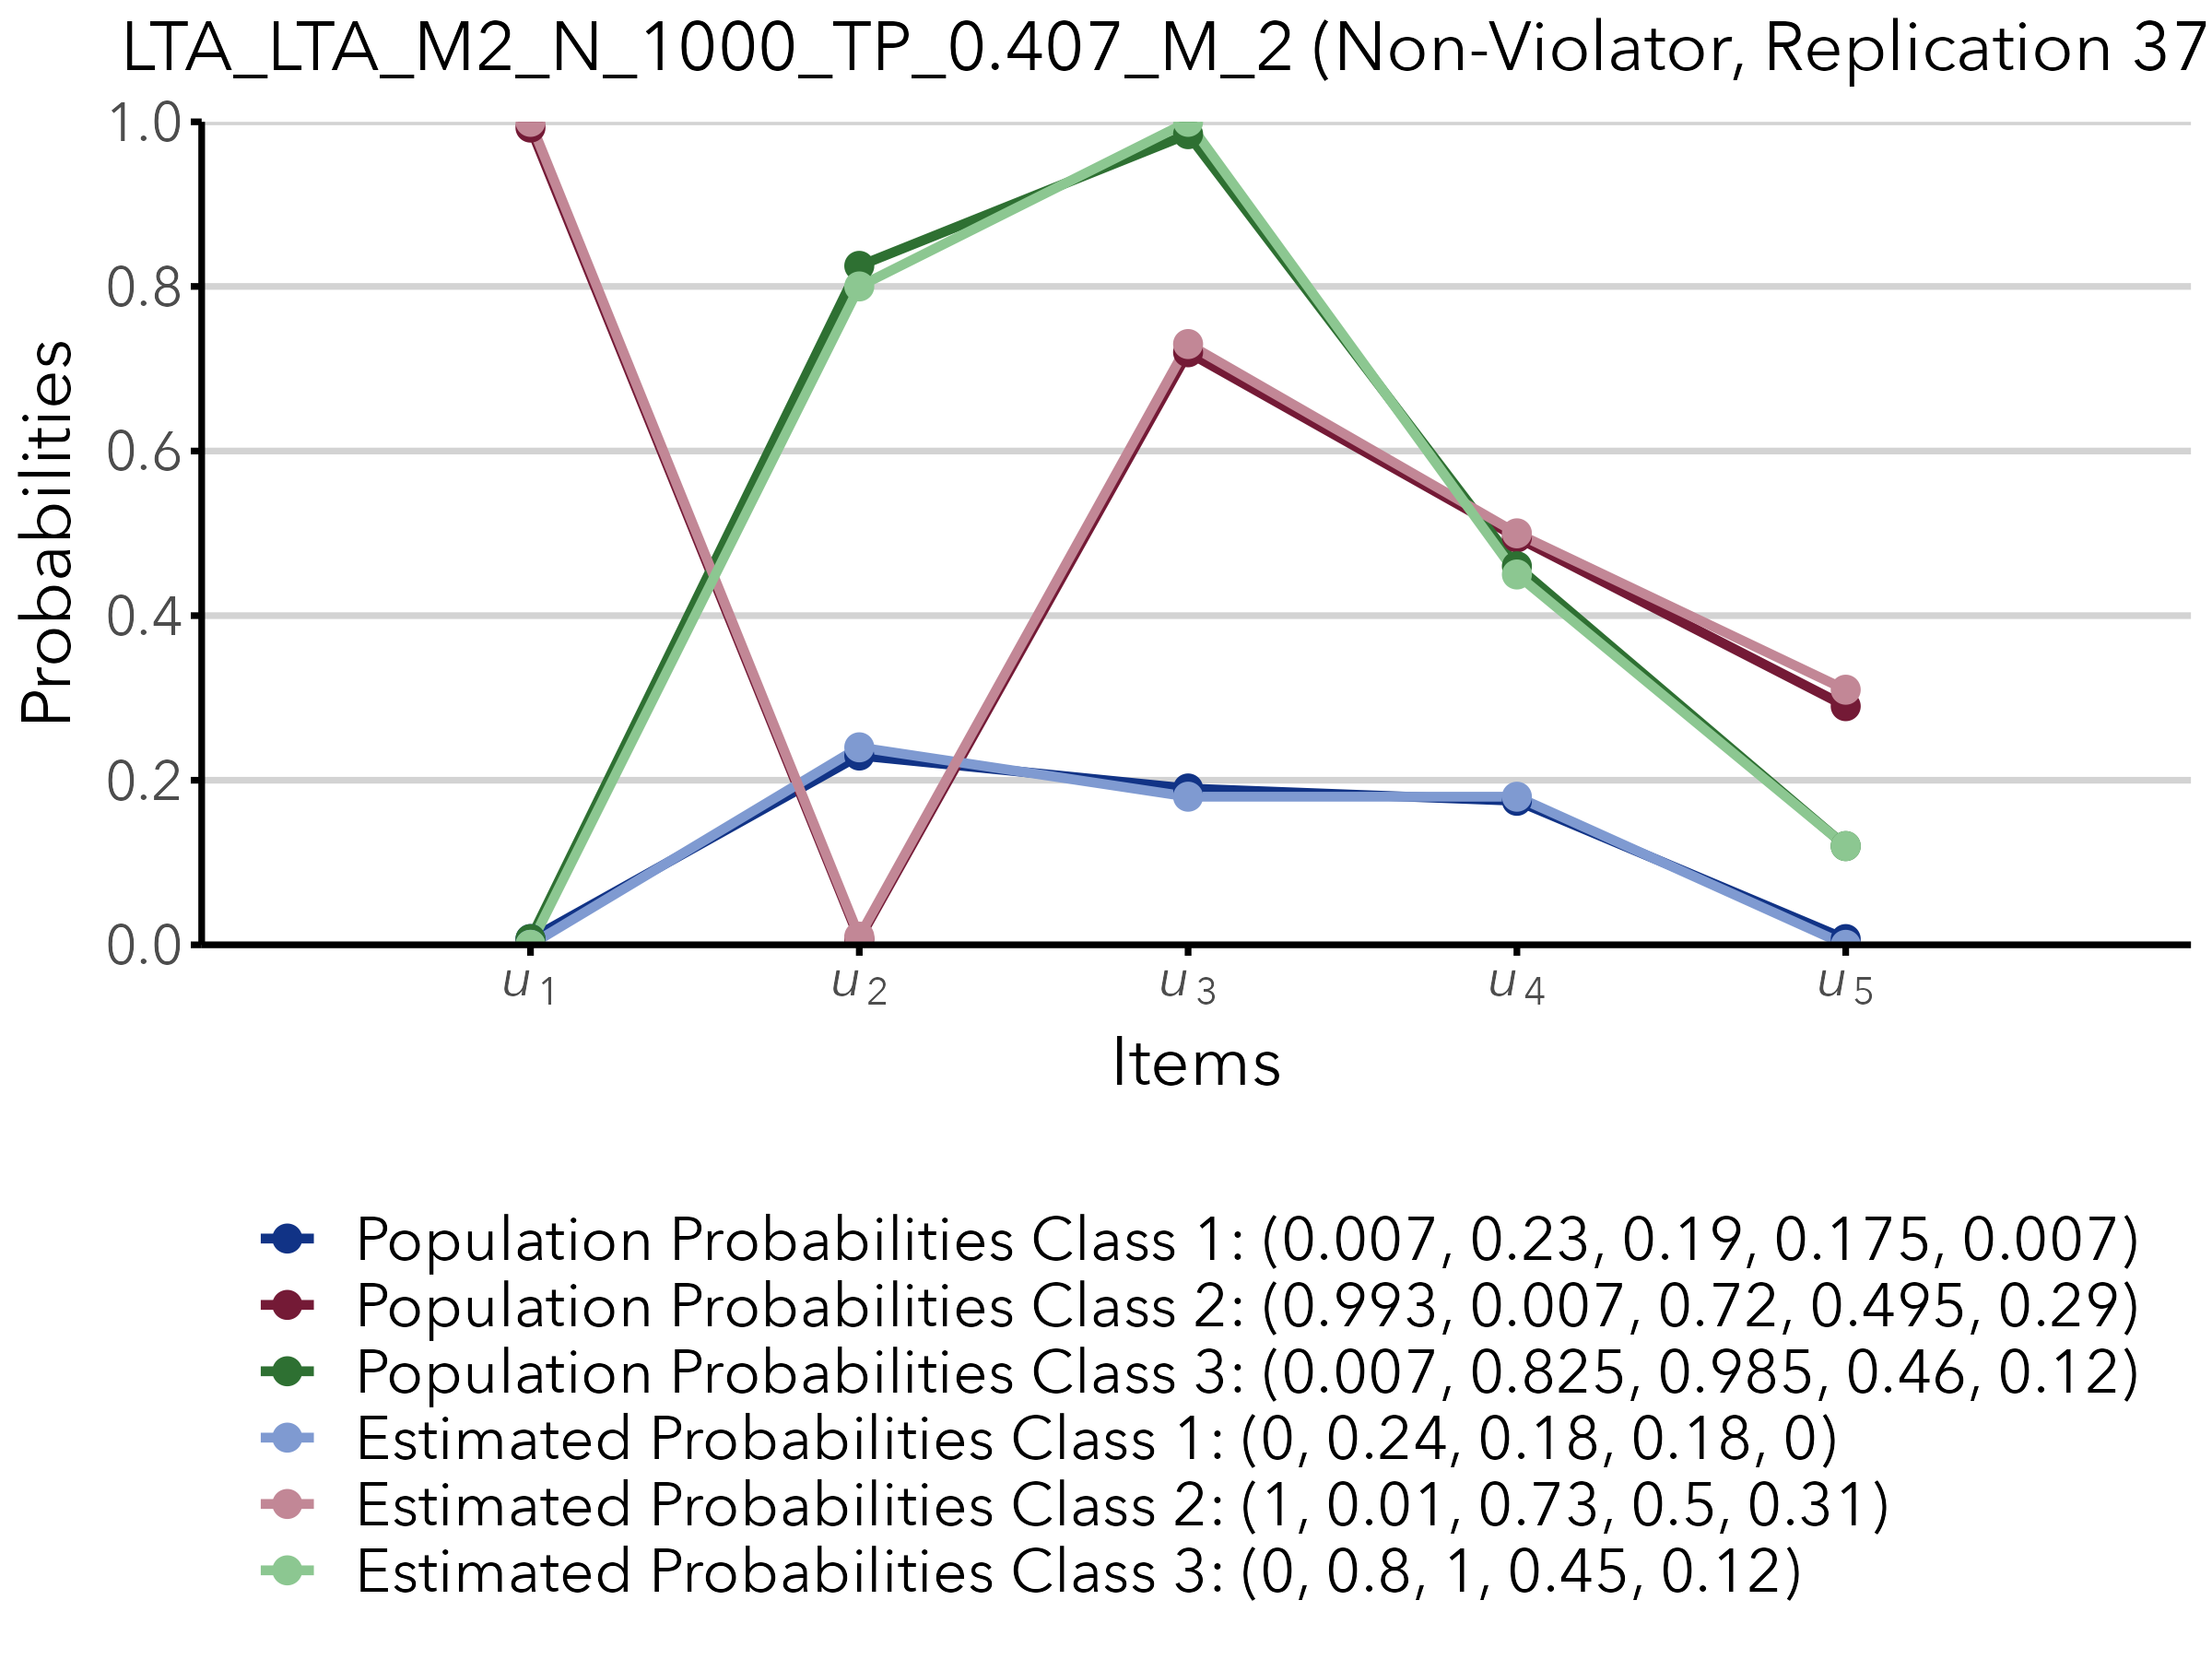 LTA_LTA_M2_N_1000_TP_0.407_M_2 (Non-Violator, Replication 37
Probabilities
1.0
0.8
0.6
0.4
0.2
0.0
u1 u2 u3 u4 u5
Items
Population Probabilities Class 1: (0.007, 0.23, 0.19, 0.175, 0.007)
Population Probabilities Class 2: (0.993, 0.007, 0.72, 0.495, 0.29)
Population Probabilities Class 3: (0.007, 0.825, 0.985, 0.46, 0.12)
Estimated Probabilities Class 1: (0, 0.24, 0.18, 0.18, 0)
Estimated Probabilities Class 2: (1, 0.01, 0.73, 0.5, 0.31)
Estimated Probabilities Class 3: (0, 0.8, 1, 0.45, 0.12)